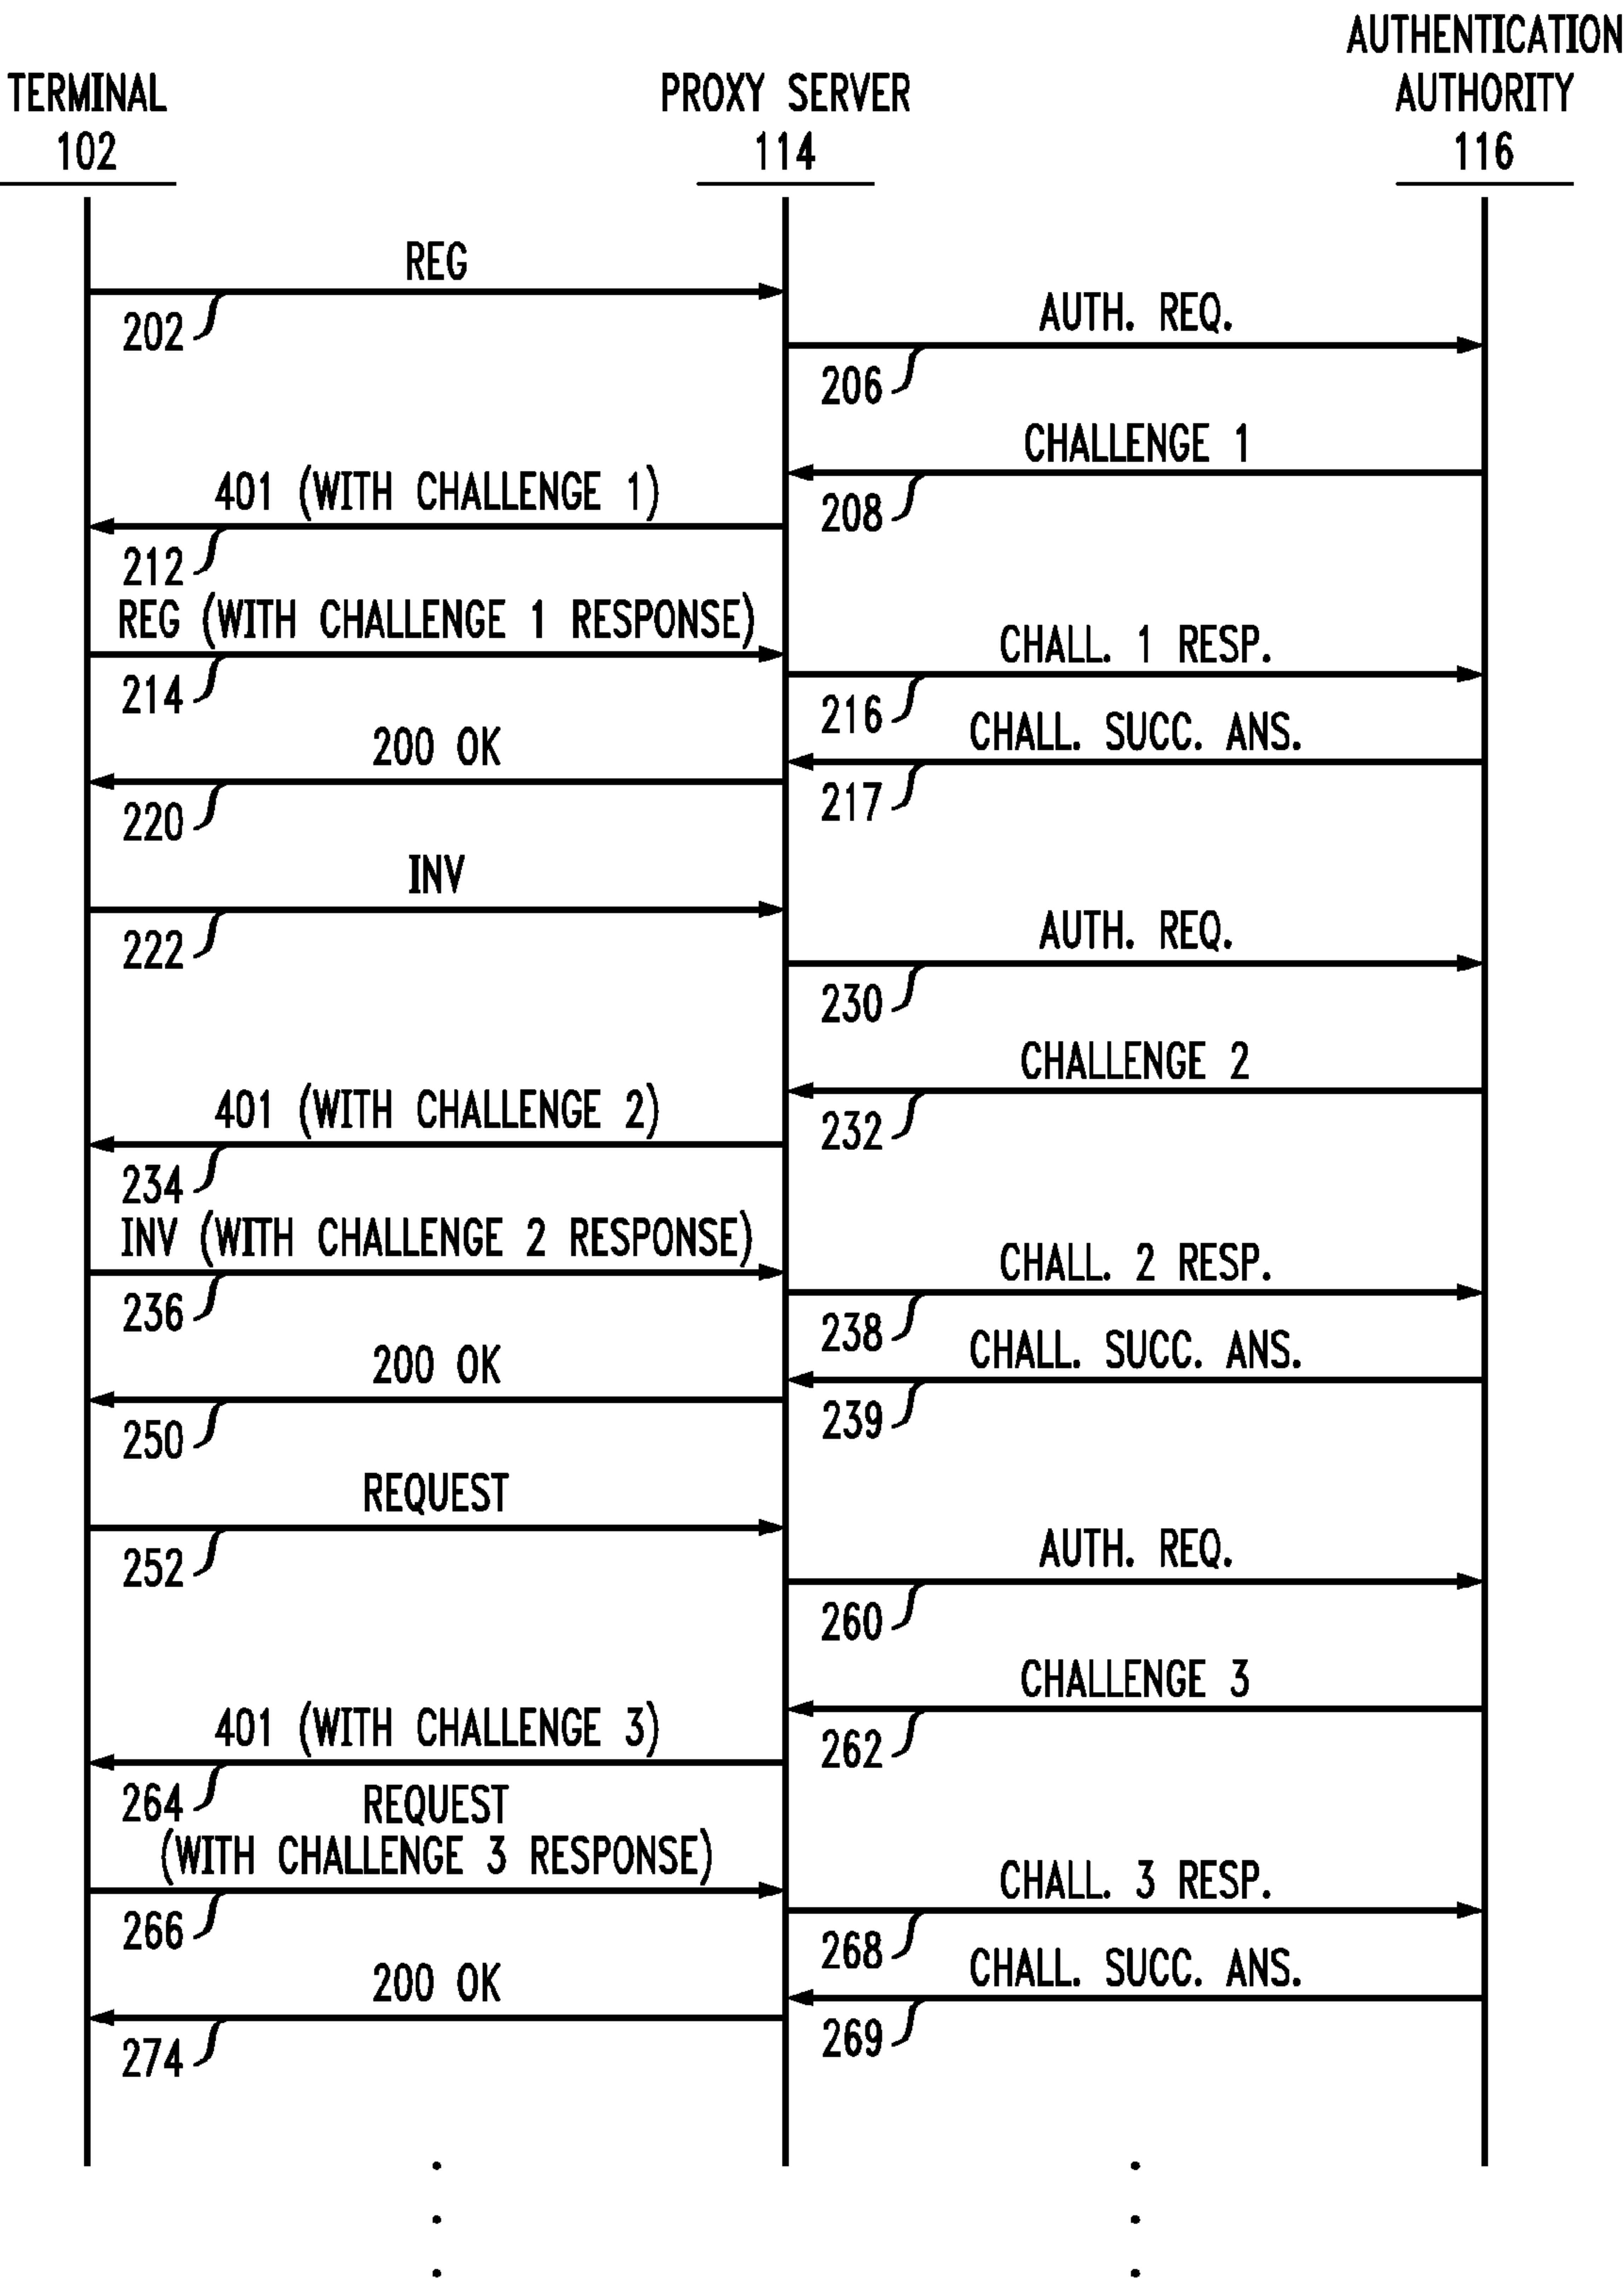 AUTHENTICATION
TERMINAL PROXY SERVER AUTHORITY
102 114 116
REG
202
AUTH. REQ.
206
CHALLENGE 1
208
401 (WITH CHALLENGE 1)
212
REG (WITH CHALLENGE 1 RESPONSE)
214
CHALL. 1 RESP.
216
CHALL. SUCC. ANS.
217
200 OK
220
INV
222
AUTH. REQ.
230
CHALLENGE 2
232
401 (WITH CHALLENGE 2)
234
INV (WITH CHALLENGE 2 RESPONSE)
236
CHALL. 2 RESP.
238
CHALL. SUCC. ANS.
239
200 OK
250
REQUEST
252
AUTH. REQ.
260
CHALLENGE 3
262
401 (WITH CHALLENGE 3)
264
REQUEST
(WITH CHALLENGE 3 RESPONSE)
266
CHALL. 3 RESP.
268
CHALL. SUCC. ANS.
269
200 OK
274